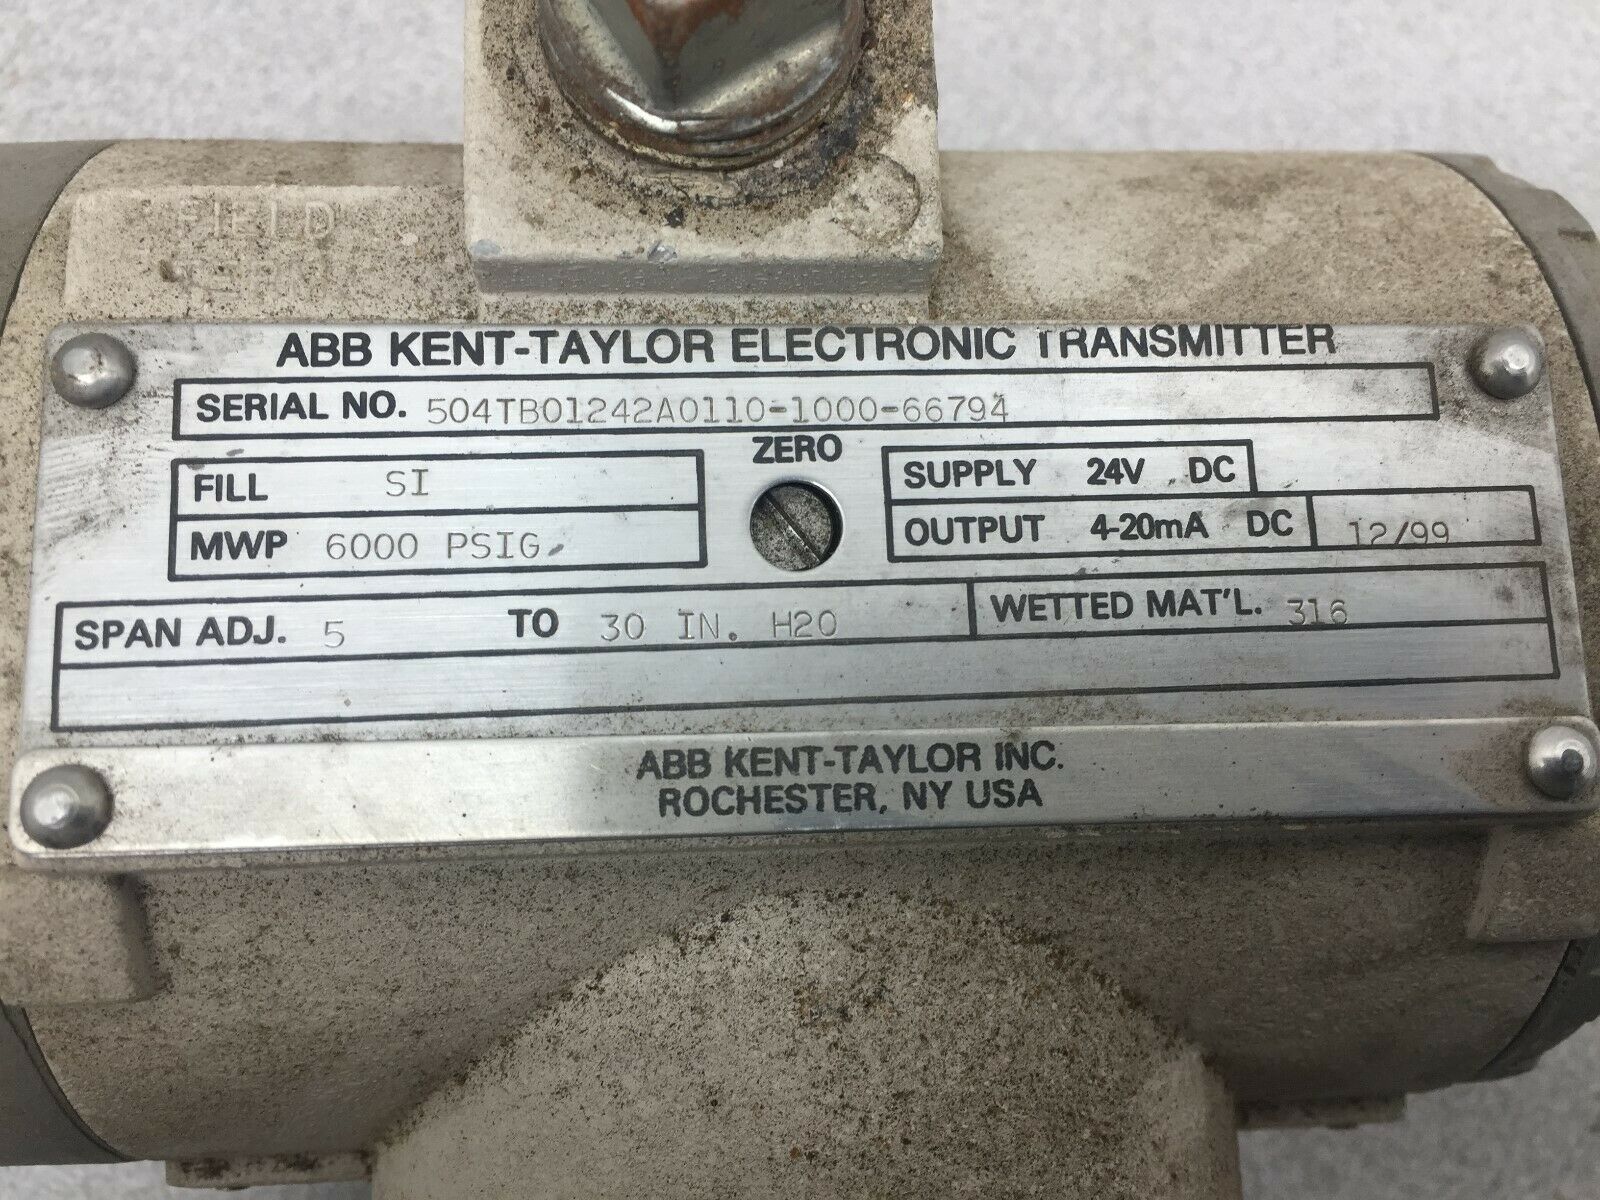 FIELD
TERM
ABB KENT-TAYLOR ELECTRONIC TRANSMITTER
SERIAL NO. 504TB01242A0110-1000-66794
ZERO
FILL SI
SUPPLY 24V DC
MWP 6000 PSIG
OUTPUT 4-20mA DC 12/99
SPAN ADJ. 5 TO 30 IN. H20
WETTED MAT'L. 316
ABB KENT-TAYLOR INC.
ROCHESTER, NY USA